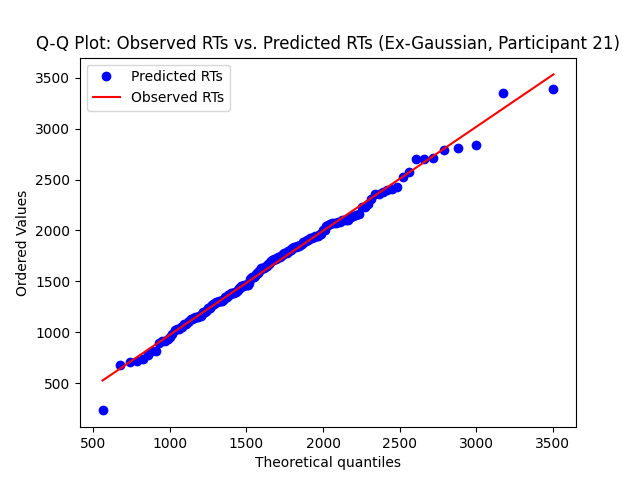 Q-Q Plot: Observed RTs vs. Predicted RTs (Ex-Gaussian, Participant 21)
Predicted RTs
Observed RTs
Ordered Values
3500
3000
2500
2000
1500
1000
500
500 1000 1500 2000 2500 3000 3500
Theoretical quantiles